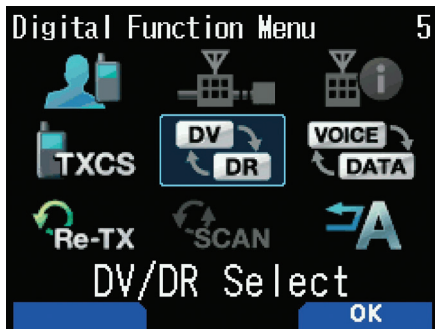 Digital Function Menu 5
TXCS DV DR VOICE DATA
Re-TX SCAN A
DV/DR Select
OK